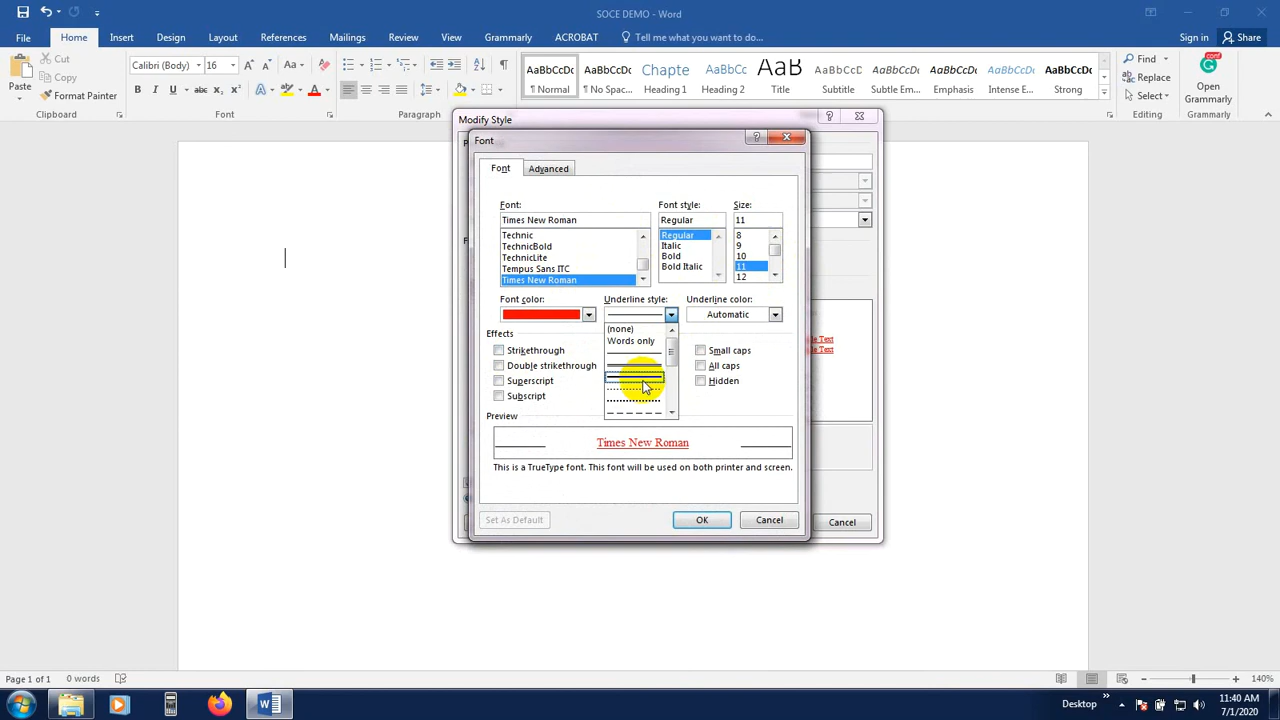 SOCE DEMO - Word
File
Home
Insert
Design
Layout
References
Mailings
Review
View
Grammarly
ACROBAT
Tell me what you want to do...
Sign in
Share
Paste
Cut
Copy
Format Painter
Clipboard
Calibri (Body)
16
Font
Paragraph
AaBbCcDc
¶ Normal
AaBbCcDc
¶ No Spac...
Chapte
Heading 1
AaBbCc
Heading 2
AaB
Title
AaBbCcD
Subtitle
AaBbCcDc
Subtle Em...
AaBbCcDc
Emphasis
AaBbCcDc
Intense E...
AaBbCcDc
Strong
Find
Replace
Select
Editing
Open
Grammarly
Modify Style
Font
Font
Advanced
Font:
Times New Roman
Technic
TechnicBold
TechnicLite
Tempus Sans ITC
Times New Roman
Font style:
Regular
Regular
Italic
Bold
Bold Italic
Size:
11
8
9
10
11
12
Font color:
Underline style:
Underline color:
Automatic
(none)
Words only
Effects
Strikethrough
Double strikethrough
Superscript
Subscript
Small caps
All caps
Hidden
Preview
Times New Roman
This is a TrueType font. This font will be used on both printer and screen.
Set As Default
OK
Cancel
Cancel
Page 1 of 1
0 words
140%
Desktop
11:40 AM
7/1/2020